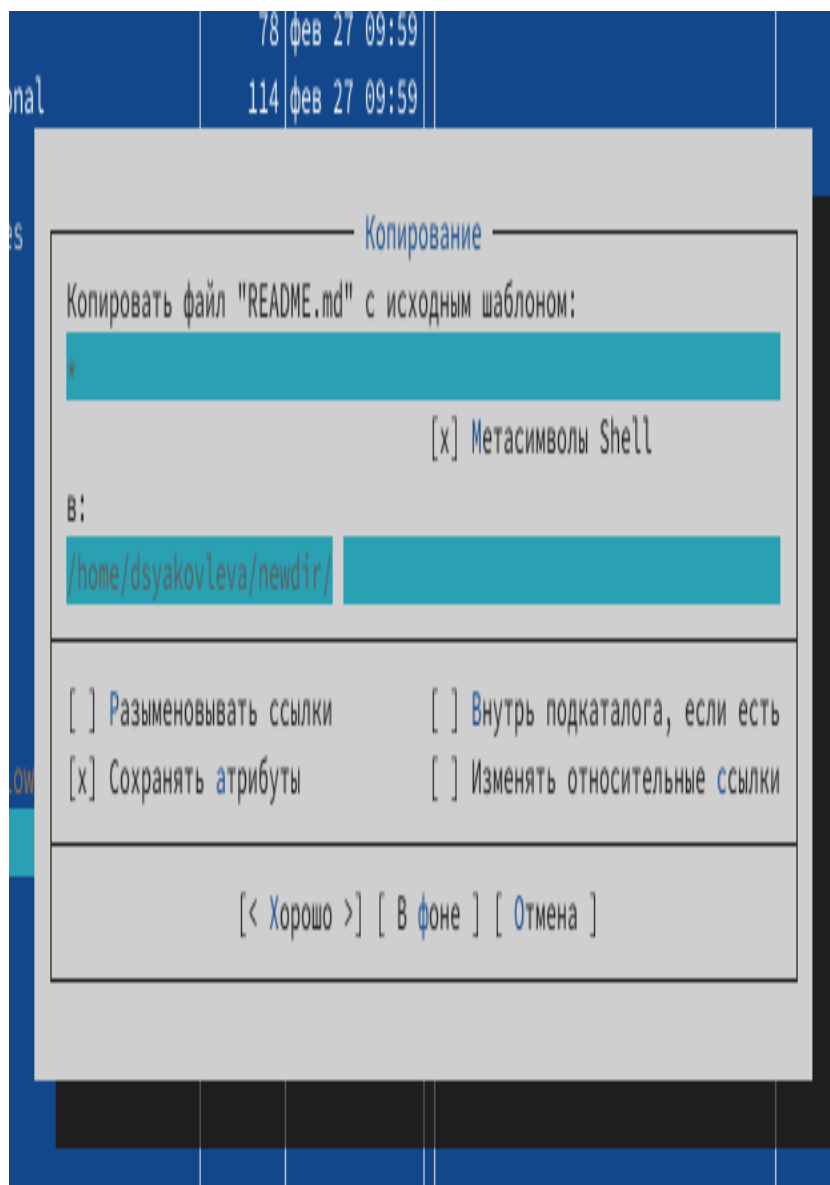 78 фев 27 09:59
onal 114 фев 27 09:59
es
Копирование
Копировать файл "README.md" с исходным шаблоном:
*
[x] Метасимволы Shell
в:
/home/dsyakovleva/newdir/
[ ] Разыменовывать ссылки [ ] Внутрь подкаталога, если есть
[x] Сохранять атрибуты [ ] Изменять относительные ссылки
low
[< Хорошо >] [ В фоне ] [ Отмена ]